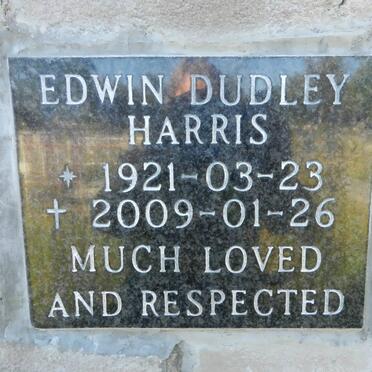 EDWIN DUDLEY
HARRIS
* 1921-03-23
† 2009-01-26
MUCH LOVED
AND RESPECTED